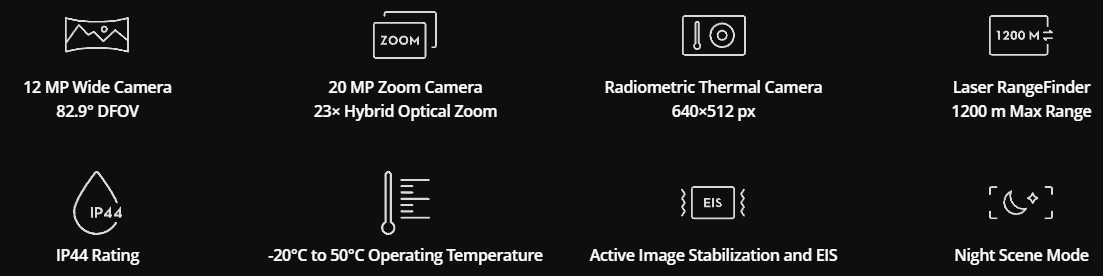 ZOOM
1200 M
12 MP Wide Camera
82.9° DFOV
20 MP Zoom Camera
23× Hybrid Optical Zoom
Radiometric Thermal Camera
640×512 px
Laser RangeFinder
1200 m Max Range
IP44
EIS
IP44 Rating
-20°C to 50°C Operating Temperature
Active Image Stabilization and EIS
Night Scene Mode